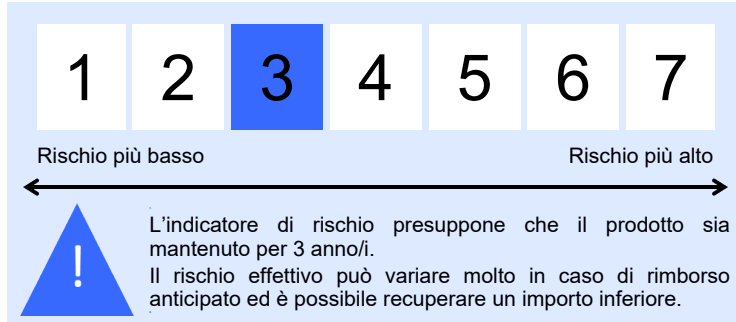 1 2 3 4 5 6 7
Rischio più basso Rischio più alto
!
L'indicatore di rischio presuppone che il prodotto sia
mantenuto per 3 anno/i.
Il rischio effettivo può variare molto in caso di rimborso
anticipato ed è possibile recuperare un importo inferiore.